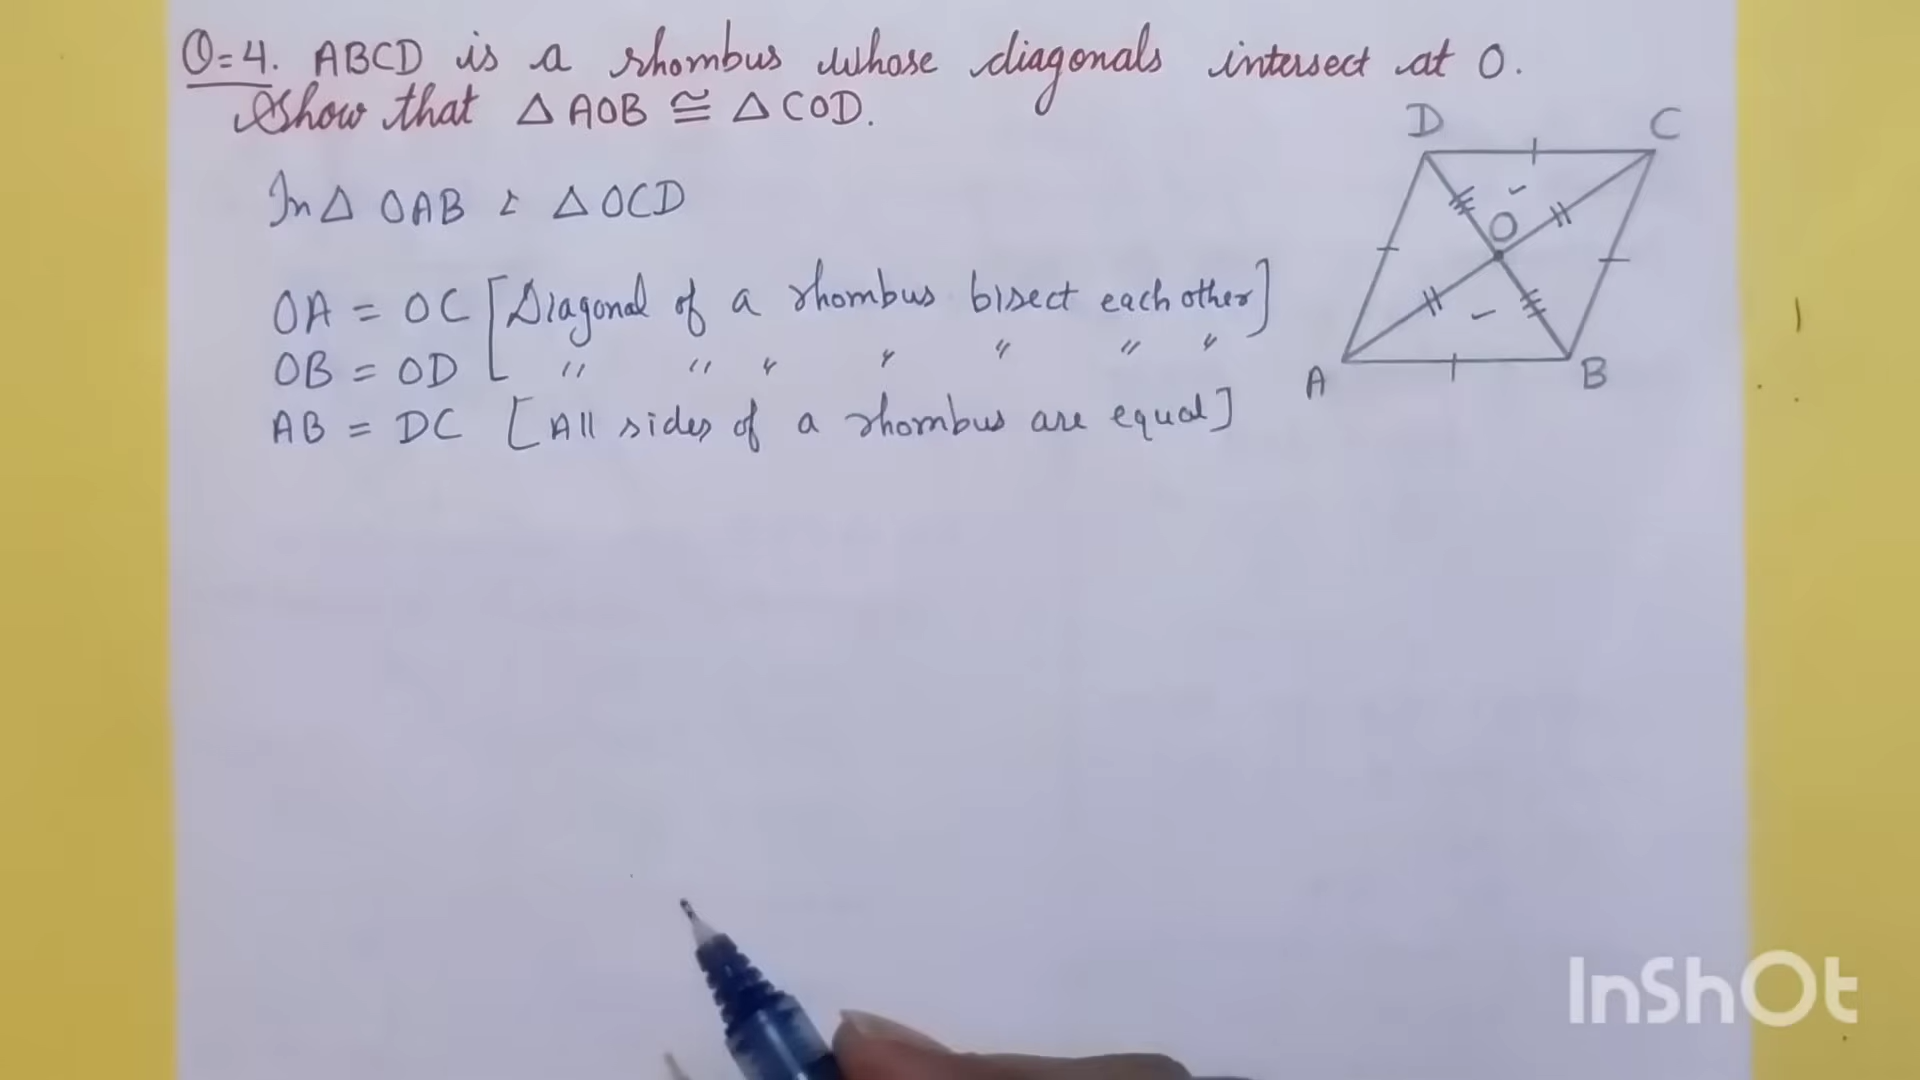 Q=4. ABCD is a rhombus whose diagonals intersect at O.
Show that △ AOB ≅ △ COD.
In △ OAB & △ OCD
OA = OC [Diagonal of a rhombus bisect each other]
OB = OD [ " " " " " " "
AB = DC [All sides of a rhombus are equal]
D C
O
A B
InShOt